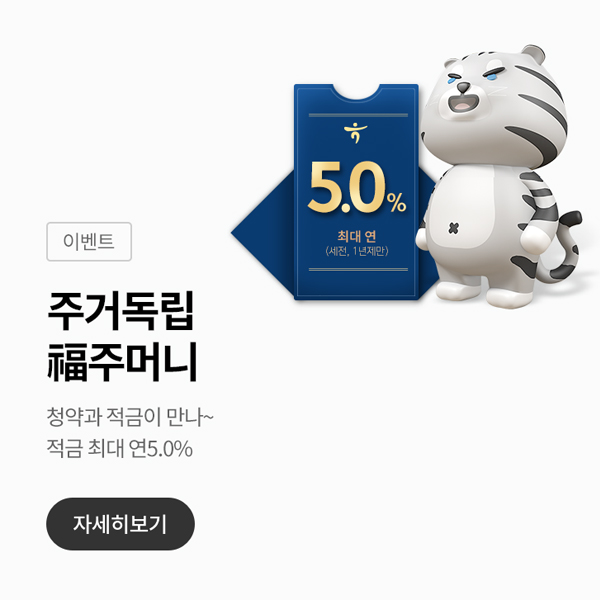 5.0%
최대 연
(세전, 1년제만)
이벤트
주거독립
福주머니
청약과 적금이 만나~
적금 최대 연5.0%
자세히보기